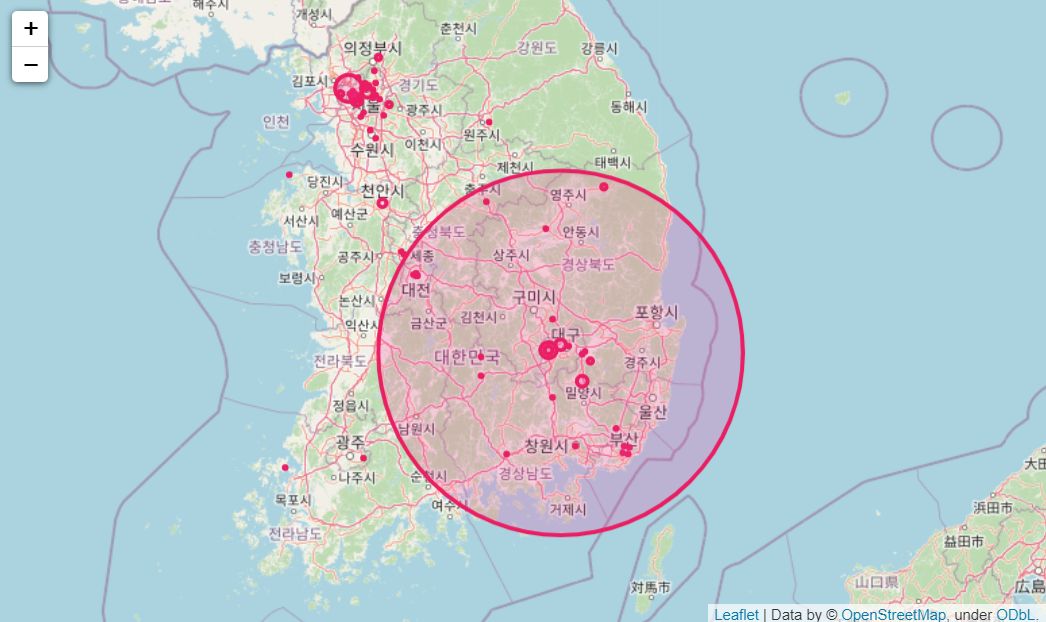 +
−
해주시
개성시
춘천시
의정부시
강원도
강릉시
김포시
경기도
광주시
동해시
인천
원주시
이천시
수원시
제천시
태백시
당진시
천안시
충주시
영주시
서산시
예산군
충청북도
안동시
충청남도
공주시
세종
상주시
경상북도
보령시
대전
구미시
논산시
금산군
김천시
포항시
익산시
대구
전라북도
대한민국
경주시
밀양시
정읍시
울산
남원시
광주
창원시
부산
나주시
순천시
경상남도
목포시
여수시
거제시
전라남도
浜田市
益田市
対馬市
山口県
広島
Leaflet | Data by © OpenStreetMap, under ODbL.